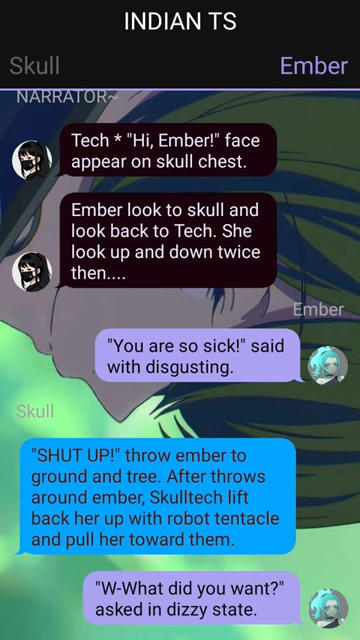 INDIAN TS
Skull
Ember
NARRATOR~
Tech * "Hi, Ember!" face
appear on skull chest.
Ember look to skull and
look back to Tech. She
look up and down twice
then....
Ember
"You are so sick!" said
with disgusting.
Skull
"SHUT UP!" throw ember to
ground and tree. After throws
around ember, Skulltech lift
back her up with robot tentacle
and pull her toward them.
"W-What did you want?"
asked in dizzy state.